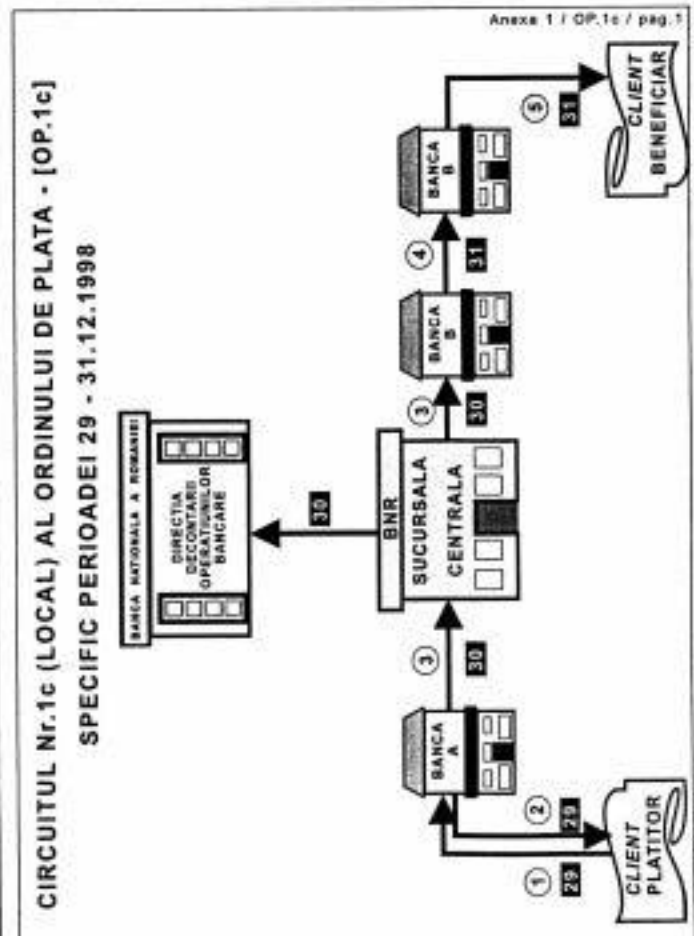 Anexa 1 / OP.1c / pag.1
CIRCUITUL Nr.1c (LOCAL) AL ORDINULUI DE PLATA - [OP.1c]
SPECIFIC PERIOADEI 29 - 31.12.1998
BANCA NATIONALA A ROMANIEI
DIRECTIA
DECONTARII
OPERATIUNILOR
BANCARE
30
BNR
SUCURSALA
CENTRALA
1
29
2
29
CLIENT
PLATITOR
BANCA
A
3
30
3
30
BANCA
B
4
31
BANCA
B
5
31
CLIENT
BENEFICIAR